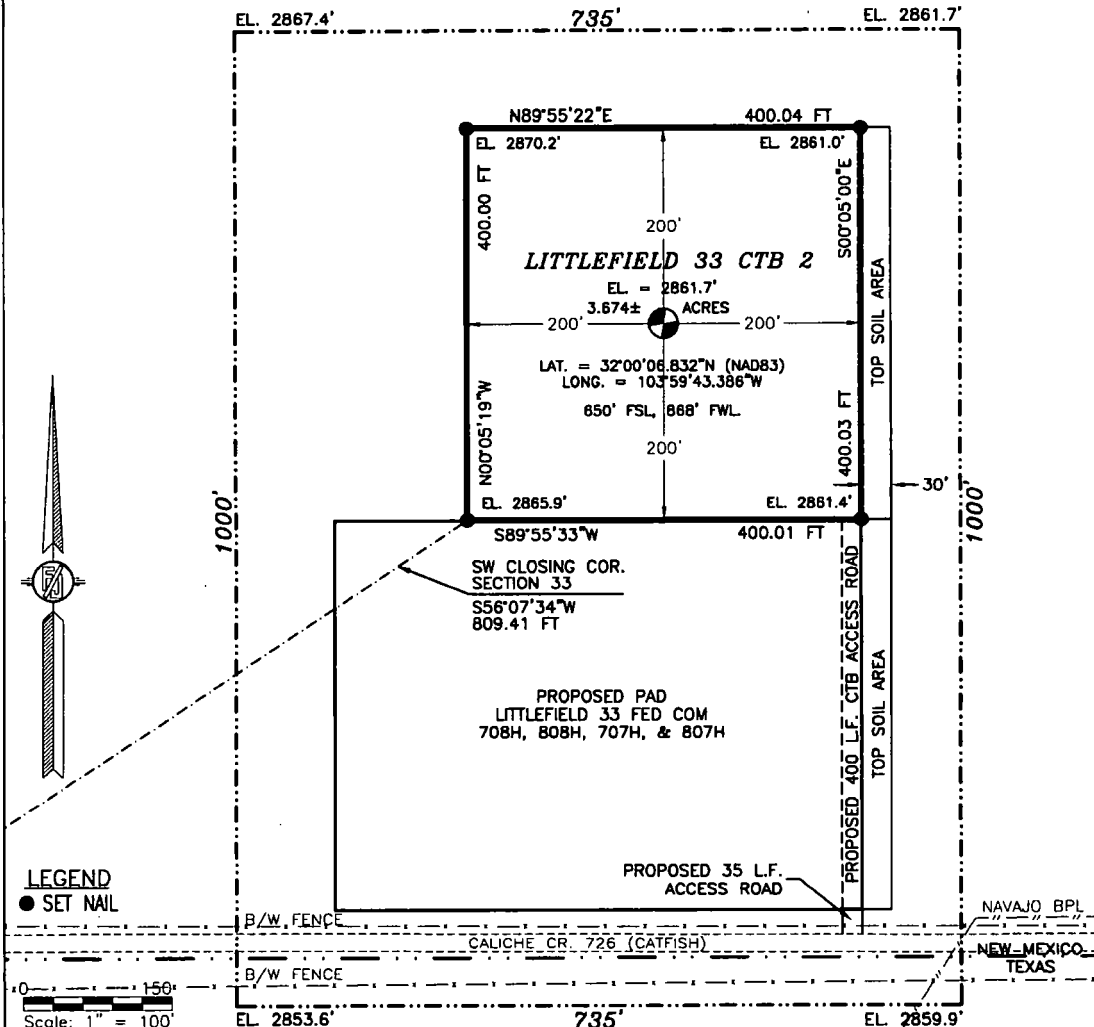 EL. 2867.4'
735'
EL. 2861.7'
N89°55'22"E
400.04 FT
EL. 2870.2'
EL. 2861.0'
400.00 FT
S00°05'00"E
200'
LITTLEFIELD 33 CTB 2
EL. = 2861.7'
3.674± ACRES
200'
200'
TOP SOIL AREA
LAT. = 32°00'06.832"N (NAD83)
LONG. = 103°59'43.386"W
650' FSL, 868' FWL
N00°05'19"W
400.03 FT
200'
30'
EL. 2865.9'
EL. 2861.4'
1000'
1000'
S89°55'33"W
400.01 FT
SW CLOSING COR.
SECTION 33
S56°07'34"W
809.41 FT
PROPOSED 400 L.F. CTB ACCESS ROAD
TOP SOIL AREA
PROPOSED PAD
LITTLEFIELD 33 FED COM
708H, 808H, 707H, & 807H
PROPOSED 35 L.F.
ACCESS ROAD
LEGEND
SET NAIL
B/W FENCE
NAVAJO BPL
CALICHE CR. 726 (CATFISH)
NEW MEXICO
TEXAS
B/W FENCE
0 150
Scale: 1" = 100'
EL. 2853.6'
735'
EL. 2859.9'